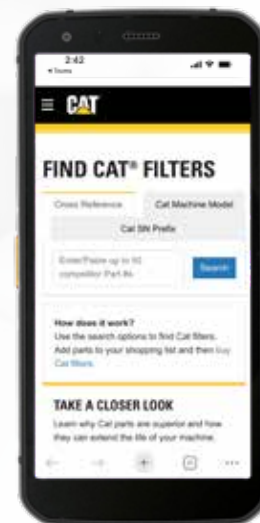 2:42
CAT
FIND CAT® FILTERS
Cross Reference
Cat Machine Model
Cat SN Prefix
Enter/Paste up to 10
competitor Part #s
Search
How does it work?
Use the search options to find Cat filters.
Add parts to your shopping list and then buy
Cat filters.
TAKE A CLOSER LOOK
Learn why Cat parts are superior and how
they can extend the life of your machine.